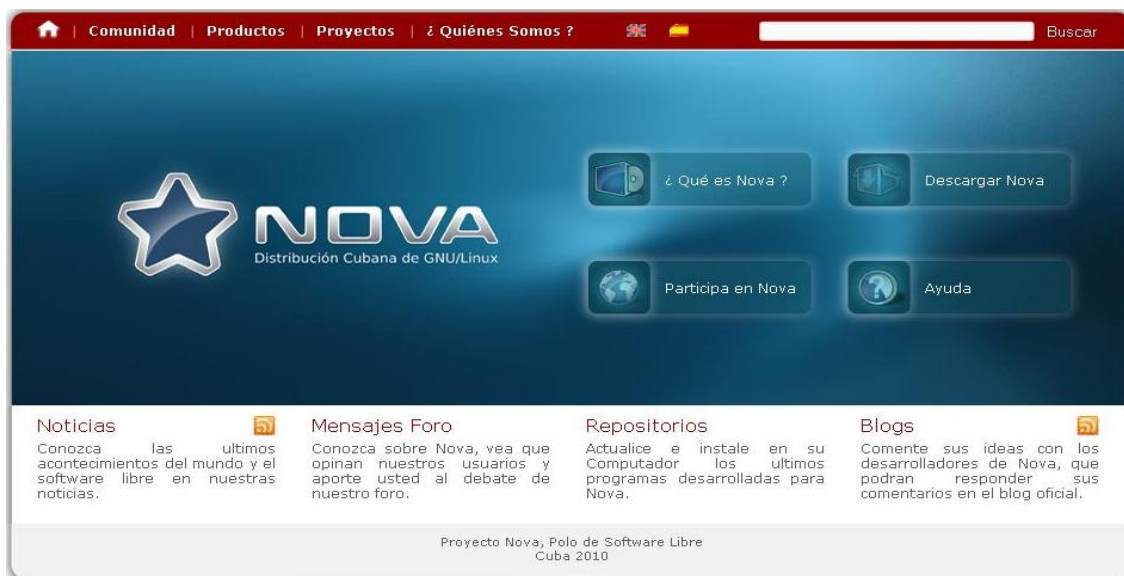 Comunidad | Productos | Proyectos | ¿ Quiénes Somos ? Buscar
NOVA
Distribución Cubana de GNU/Linux
¿ Qué es Nova ?
Descargar Nova
Participa en Nova
Ayuda
Noticias
Conozca las ultimos
acontecimientos del mundo y el
software libre en nuestras
noticias.
Mensajes Foro
Conozca sobre Nova, vea que
opinan nuestros usuarios y
aporte usted al debate de
nuestro foro.
Repositorios
Actualice e instale en su
Computador los ultimos
programas desarrolladas para
Nova.
Blogs
Comente sus ideas con los
desarrolladores de Nova, que
podran responder sus
comentarios en el blog oficial.
Proyecto Nova, Polo de Software Libre
Cuba 2010